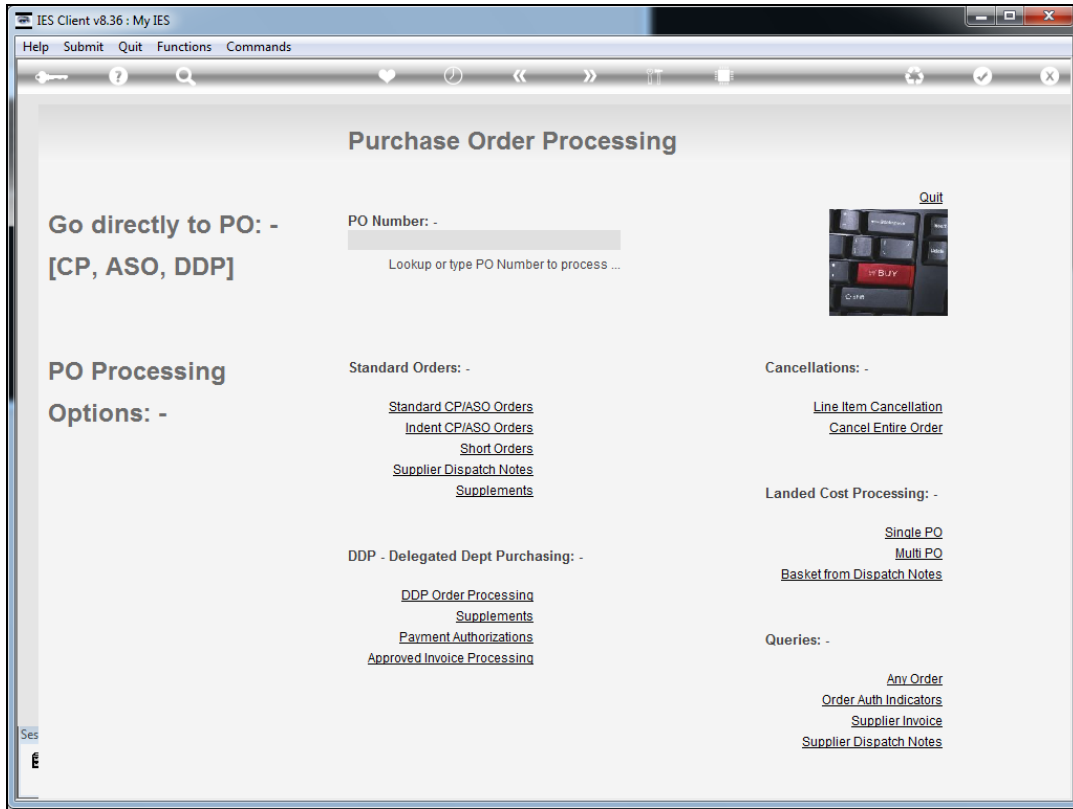 IES Client v8.36 : My IES
Help Submit Quit Functions Commands
Purchase Order Processing
Quit
Go directly to PO: -
[CP, ASO, DDP]
PO Number: -
Lookup or type PO Number to process ...
BUY
PO Processing
Options: -
Standard Orders: -
Standard CP/ASO Orders
Indent CP/ASO Orders
Short Orders
Supplier Dispatch Notes
Supplements
DDP - Delegated Dept Purchasing: -
DDP Order Processing
Supplements
Payment Authorizations
Approved Invoice Processing
Cancellations: -
Line Item Cancellation
Cancel Entire Order
Landed Cost Processing: -
Single PO
Multi PO
Basket from Dispatch Notes
Queries: -
Any Order
Order Auth Indicators
Supplier Invoice
Supplier Dispatch Notes
Ses